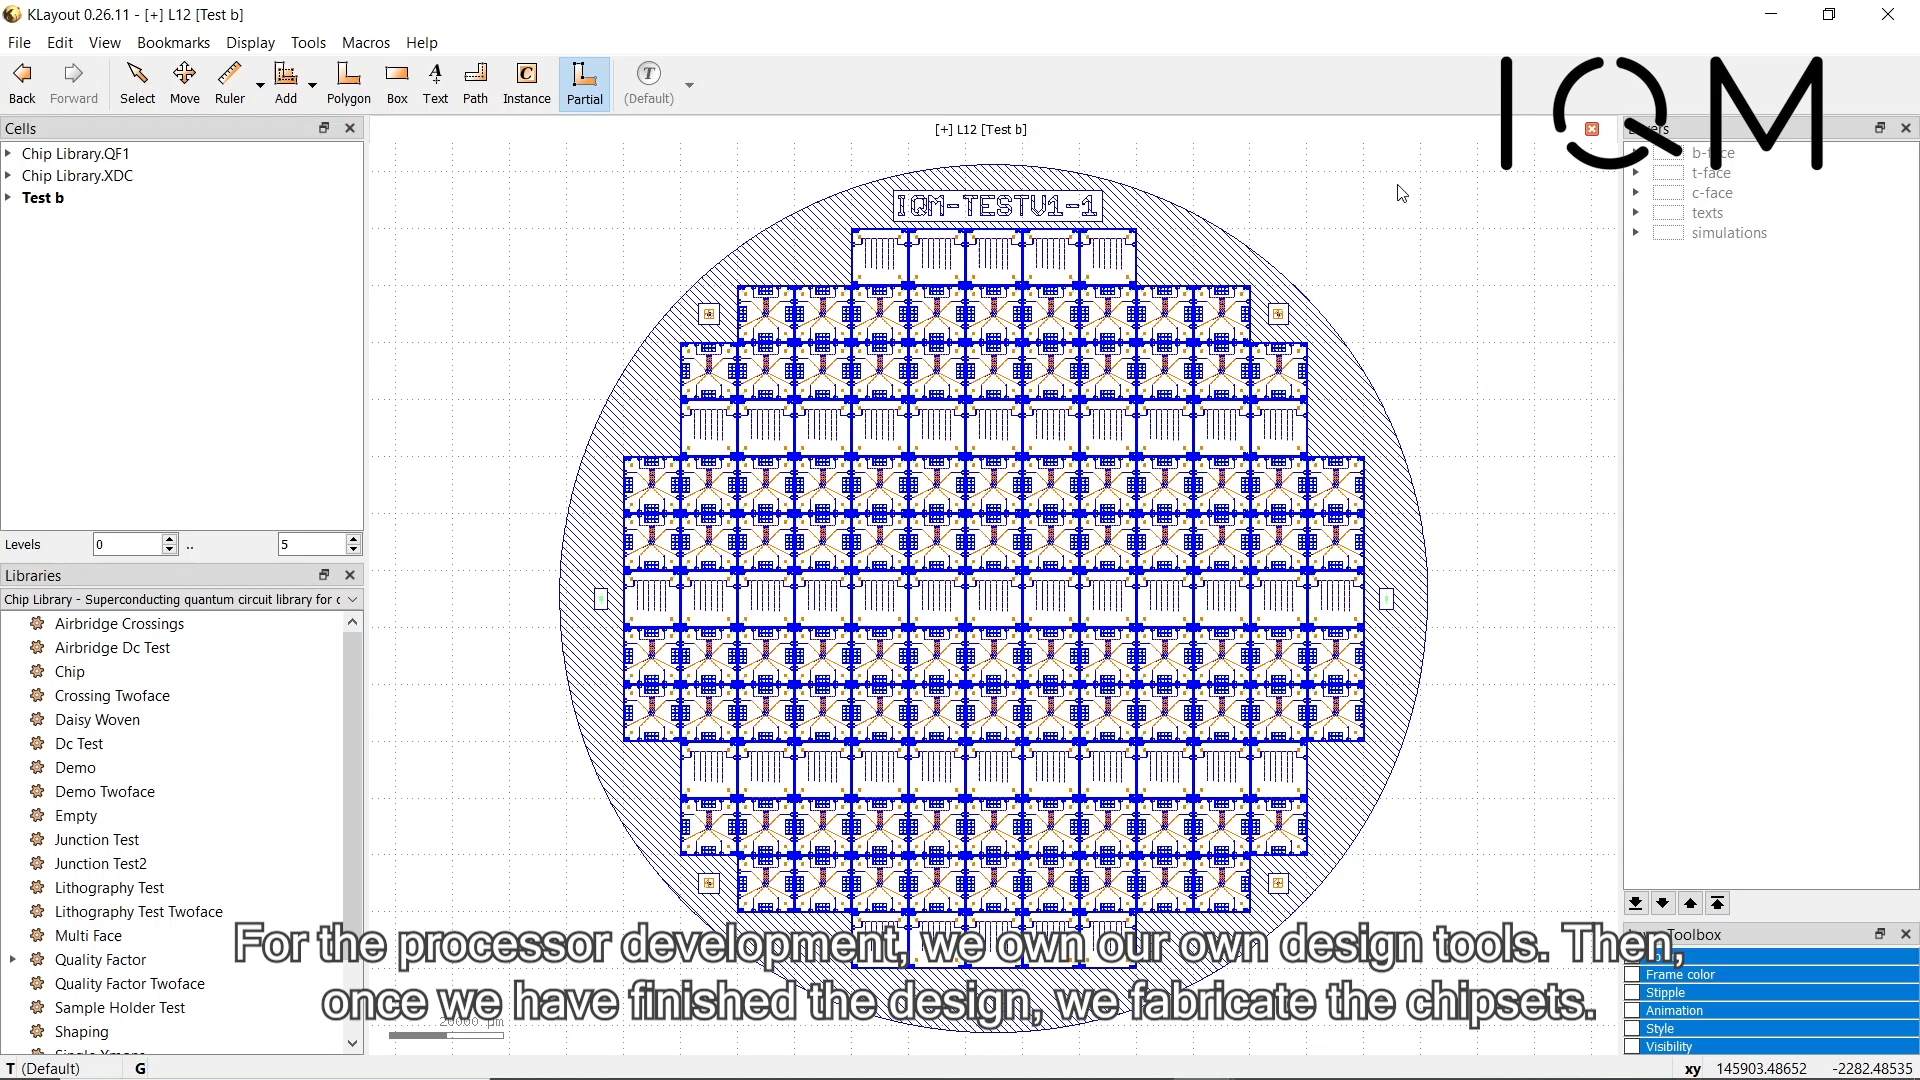 KLayout 0.26.11 - [+] L12 [Test b]
File Edit View Bookmarks Display Tools Macros Help
Back Forward Select Move Ruler Add Polygon Box Text Path Instance Partial (Default)
IQM
Cells
[+] L12 [Test b]
Chip Library.QF1
Chip Library.XDC
Test b
b-face
t-face
c-face
texts
simulations
IQM-TESTV1-1
Levels 0 .. 5
Libraries
Chip Library - Superconducting quantum circuit library for c
Airbridge Crossings
Airbridge Dc Test
Chip
Crossing Twoface
Daisy Woven
Dc Test
Demo
Demo Twoface
Empty
Junction Test
Junction Test2
Lithography Test
Lithography Test Twoface
Multi Face
Quality Factor
Quality Factor Twoface
Sample Holder Test
Shaping
Toolbox
Frame color
Stipple
Animation
Style
Visibility
For the processor development, we own our own design tools. Then,
once we have finished the design, we fabricate the chipsets.
20000 µm
T (Default) G xy 145903.48652 -2282.48535